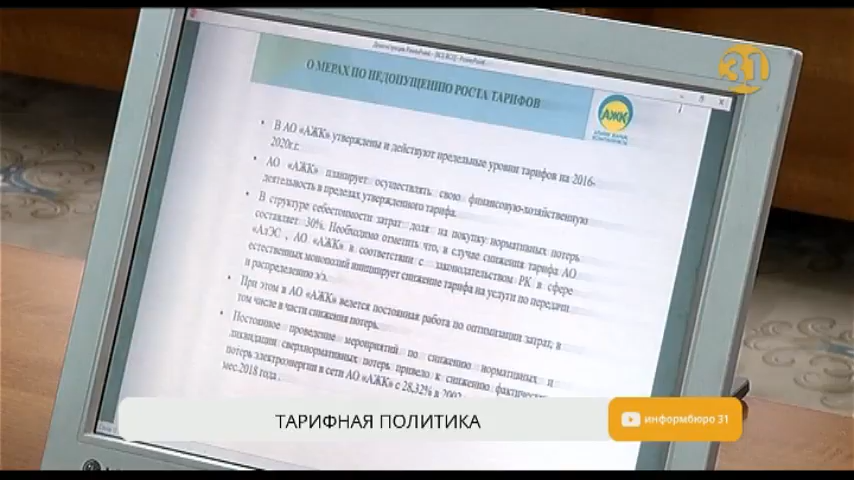 Демонстрация PowerPoint
31
О МЕРАХ ПО НЕДОПУЩЕНИЮ РОСТА ТАРИФОВ
АЖК
• В АО «АЖК» утверждены и действуют предельные уровни тарифов на 2016-
2020г.г.
• АО «АЖК» планирует осуществлять свою финансовую-хозяйственную
деятельность в пределах утвержденного тарифа.
• В структуре себестоимости затрат доля на покупку нормативных потерь
составляет 30%. Необходимо отметить что, в случае снижения тарифа АО
«АлЭС , АО «АЖК» в соответствии с законодательством РК в сфере
естественных монополий инициирует снижение тарифа на услуги по передачи
и распределению э/э.
• При этом в АО «АЖК» ведется постоянная работа по оптимизации затрат, в
том числе в части снижения потерь.
• Постоянное проведение мероприятий по снижению нормативных и
ликвидации сверхнормативных потерь привело к снижению
потерь электроэнергии в сети АО «АЖК» с 28,32% в
мес.2018 года .
ТАРИФНАЯ ПОЛИТИКА
информбюро 31